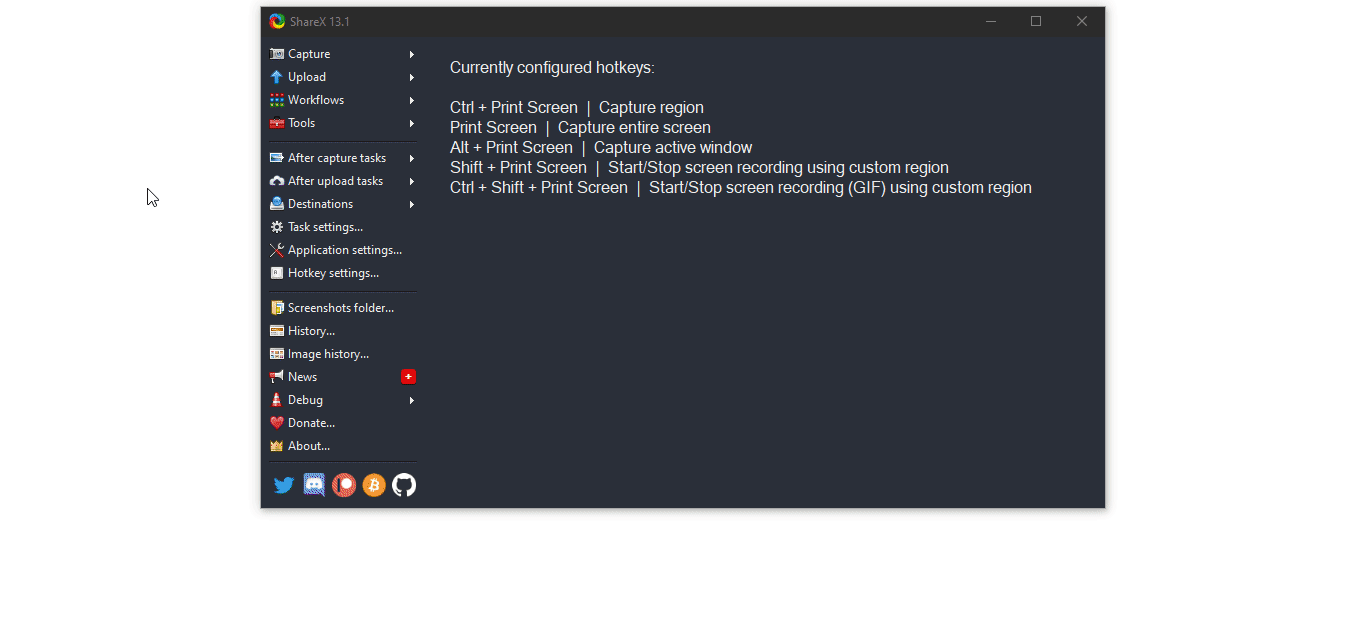 ShareX 13.1
Capture
Upload
Workflows
Tools
After capture tasks
After upload tasks
Destinations
Task settings...
Application settings...
Hotkey settings...
Screenshots folder...
History...
Image history...
News +
Debug
Donate...
About...
Currently configured hotkeys:
Ctrl + Print Screen | Capture region
Print Screen | Capture entire screen
Alt + Print Screen | Capture active window
Shift + Print Screen | Start/Stop screen recording using custom region
Ctrl + Shift + Print Screen | Start/Stop screen recording (GIF) using custom region